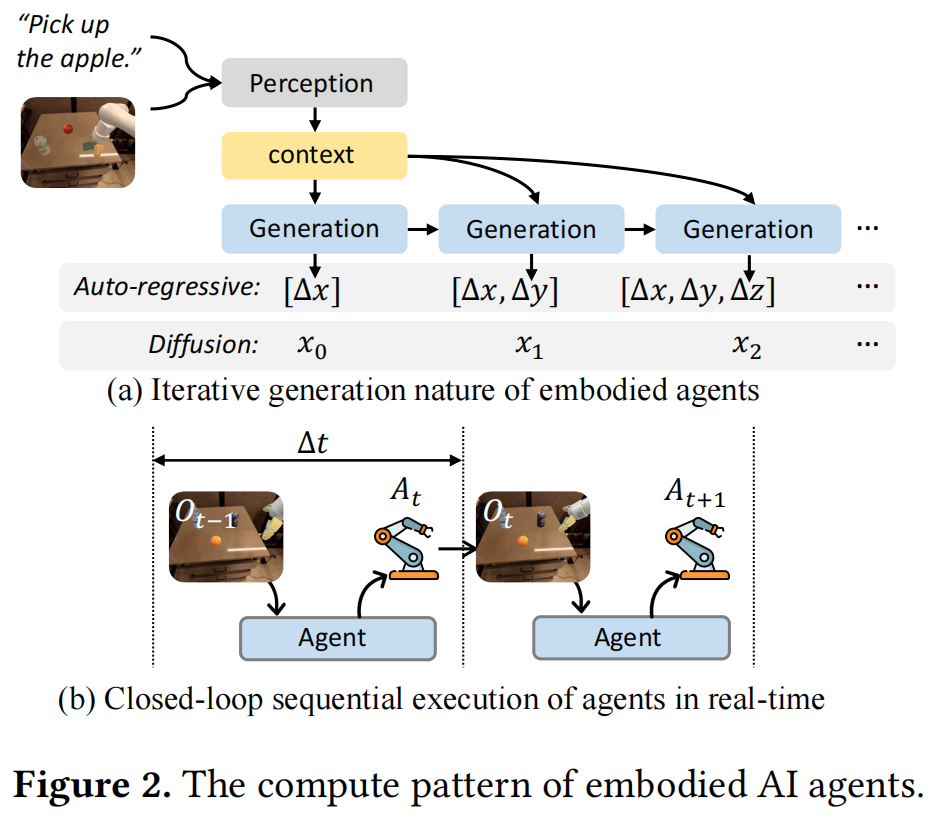 “Pick up
the apple.”
Perception
context
Generation Generation Generation ...
Auto-regressive: [Δx] [Δx, Δy] [Δx, Δy, Δz] ...
Diffusion: x₀ x₁ x₂ ...
(a) Iterative generation nature of embodied agents
Δt
Oₜ₋₁ Aₜ Oₜ Aₜ₊₁
Agent Agent
(b) Closed-loop sequential execution of agents in real-time
Figure 2. The compute pattern of embodied AI agents.